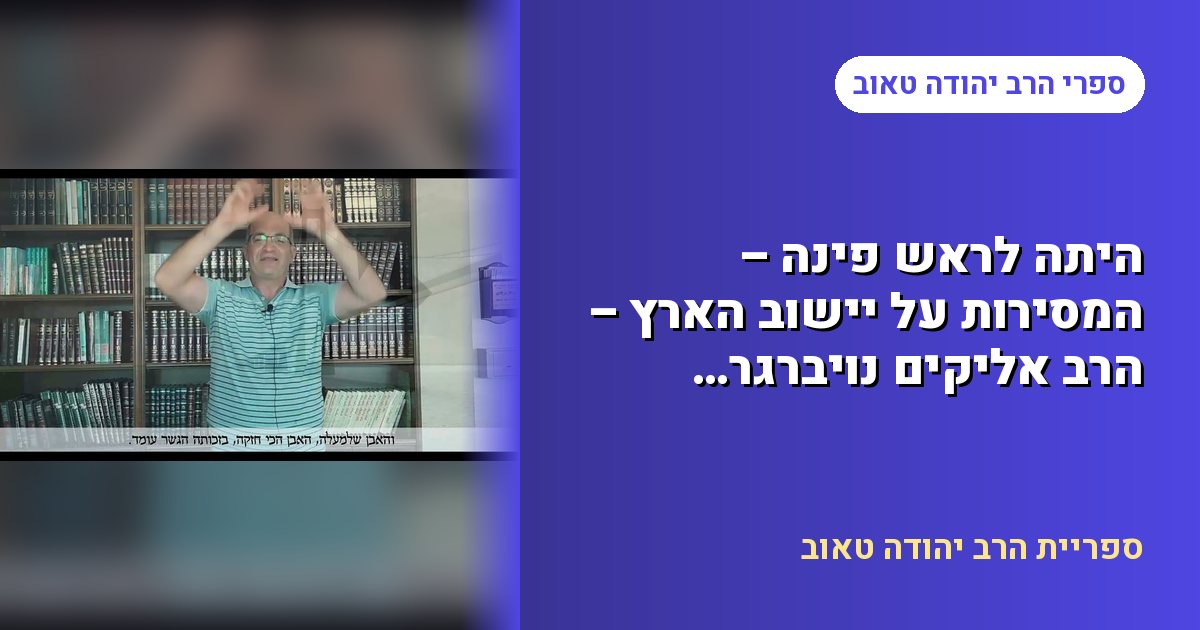 ספרי הרב יהודה טאוב
היתה לראש פינה –
המסירות על יישוב הארץ –
הרב אליקים נויברגר...
והאבן שלמעלה, האבן הכי חזקה, בזכותה הגשר עומד.
ספריית הרב יהודה טאוב